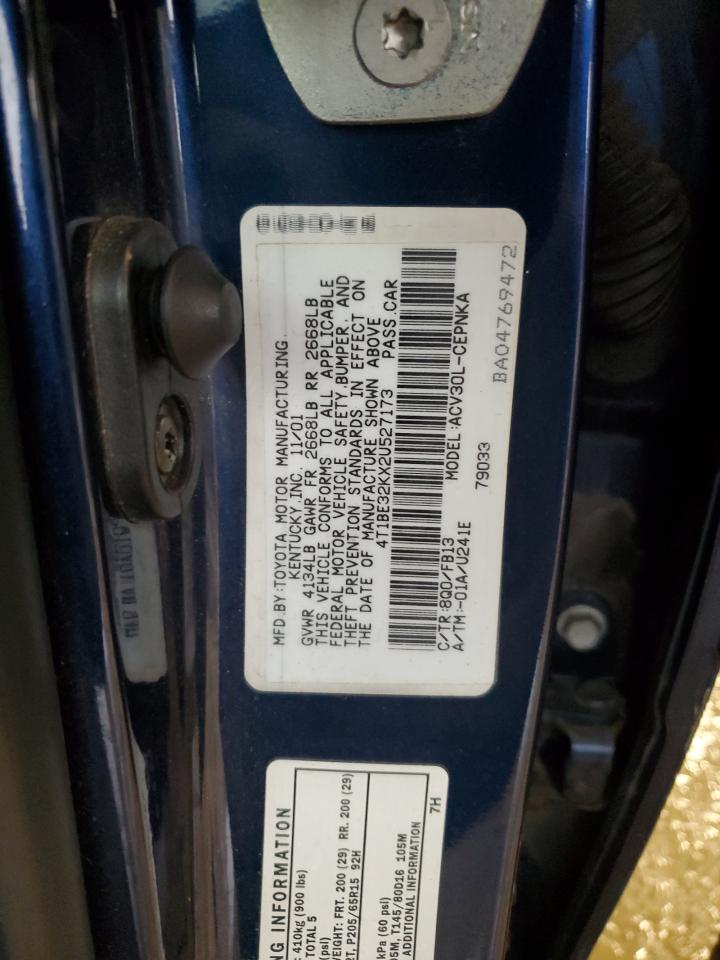 MFD.BY:TOYOTA MOTOR MANUFACTURING
KENTUCKY,INC. 11/01
GVWR 4134LB GAWR FR 2668LB RR 2668LB
THIS VEHICLE CONFORMS TO ALL APPLICABLE
FEDERAL MOTOR VEHICLE SAFETY,BUMPER, AND
THEFT PREVENTION STANDARDS IN EFFECT ON
THE DATE OF MANUFACTURE SHOWN ABOVE
4T1BE32KX2U527173 PASS.CAR
C/TR:8Q0/FB13 MODEL:ACV30L-CEPNKA
A/TM:-01A/U241E 79033
BA04769472
INFORMATION
: 410kg (900 lbs)
TOTAL 5
(psi)
WEIGHT: FRT. 200 (29) RR. 200 (29)
P205/65R15 92H
kPa (60 psi)
T145/80D16 105M
ADDITIONAL INFORMATION
7H